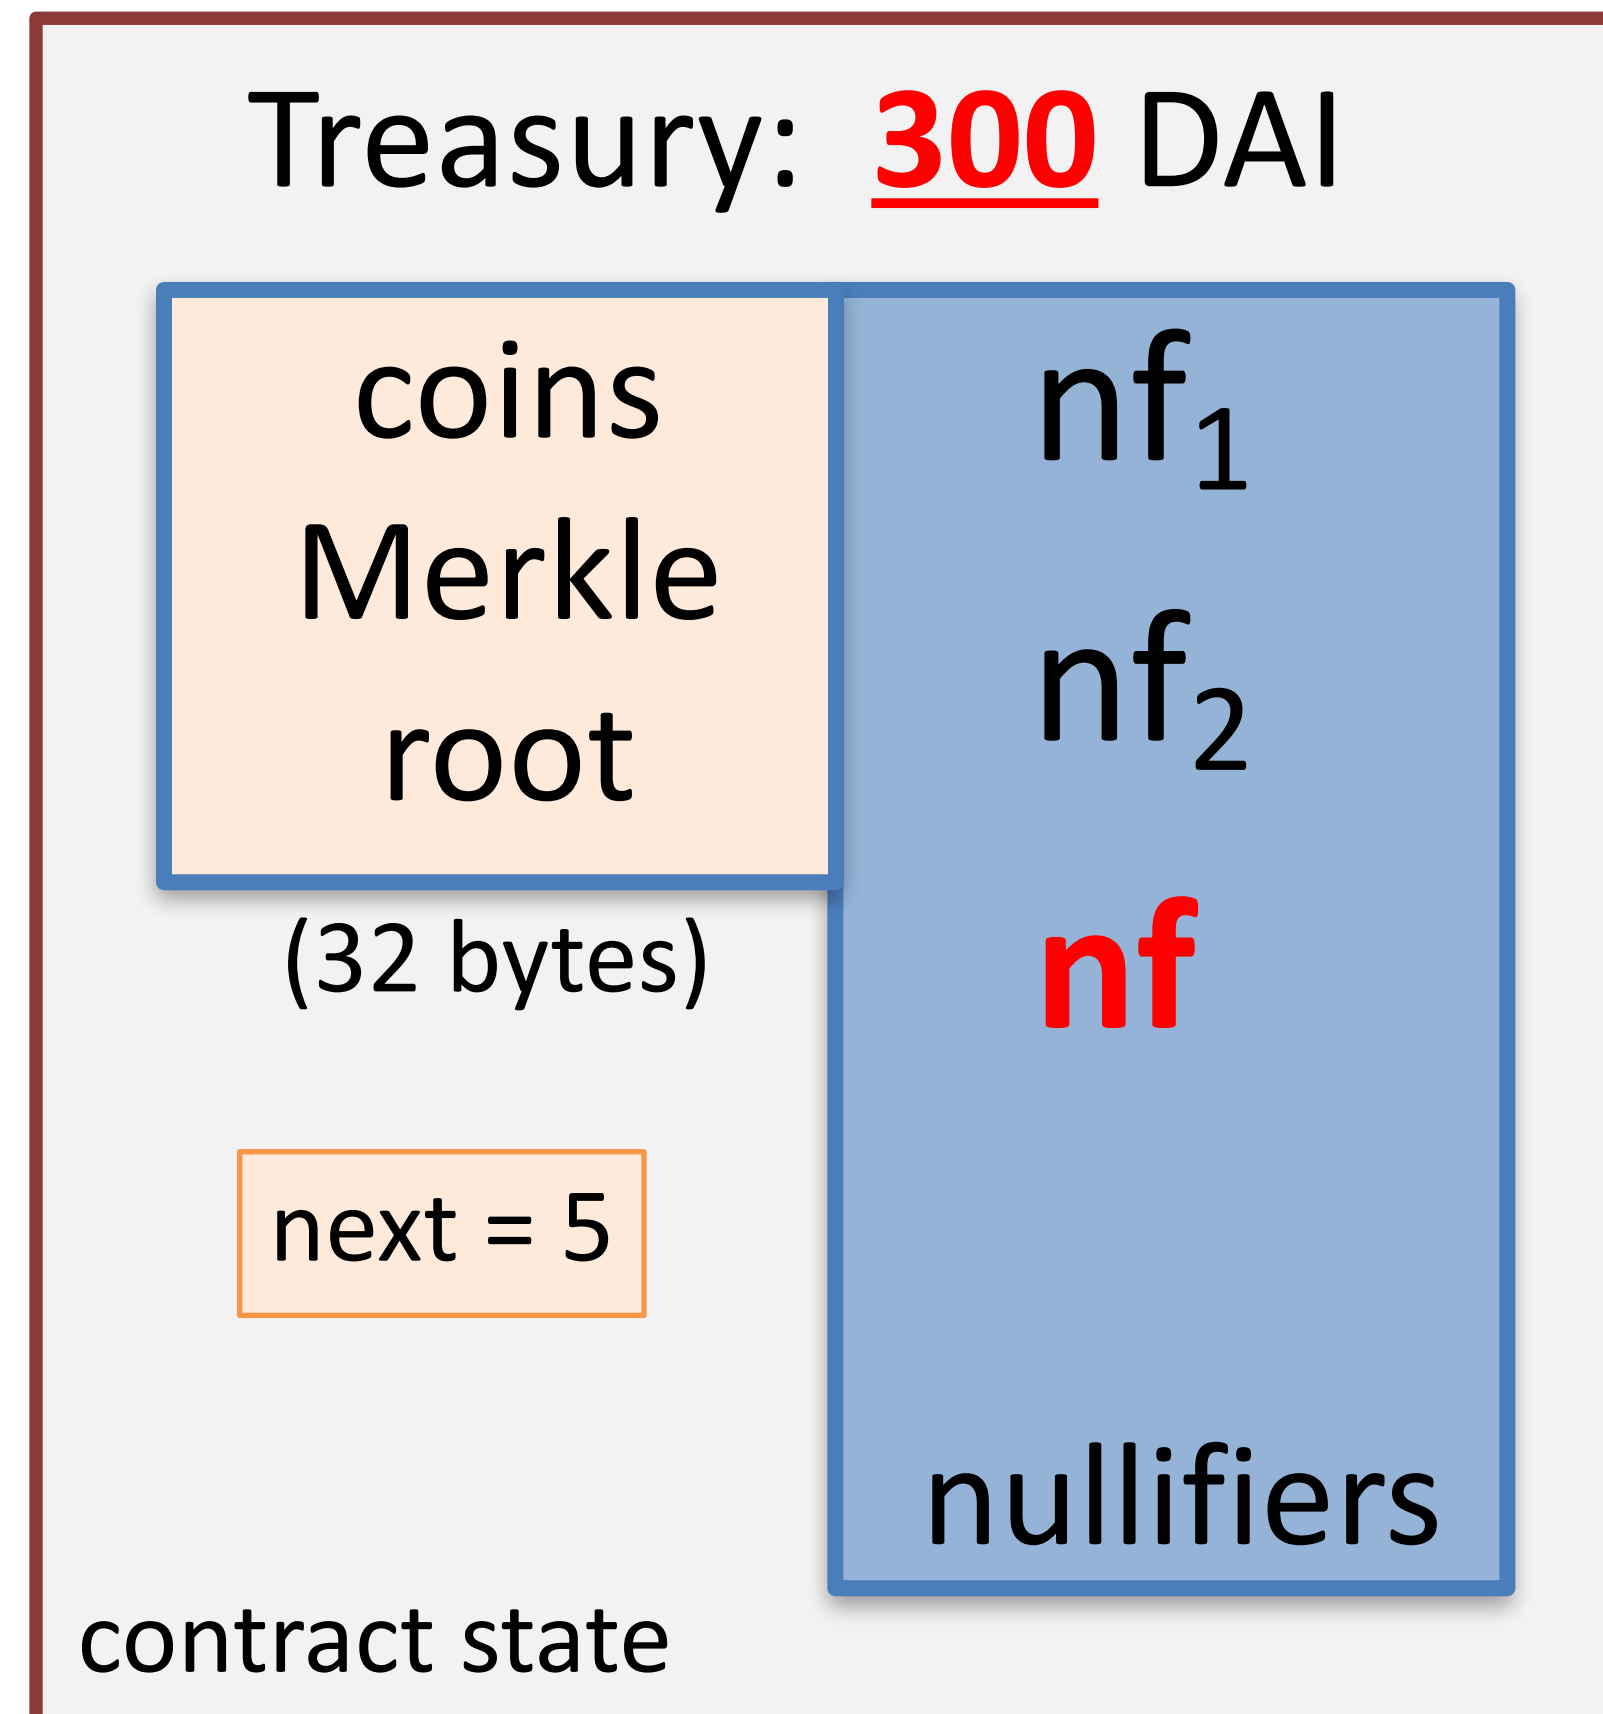 Treasury: 300 DAI
coins
Merkle
root
(32 bytes)
next = 5
nf₁
nf₂
nf
nullifiers
contract state